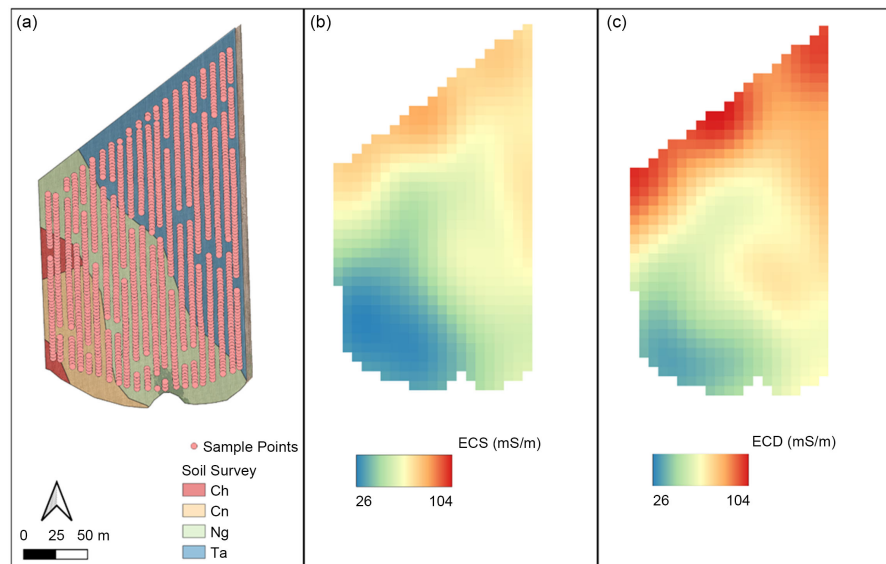 (a)
(b)
(c)
Sample Points
Soil Survey
Ch
Cn
Ng
Ta
0 25 50 m
ECS (mS/m)
26 104
ECD (mS/m)
26 104